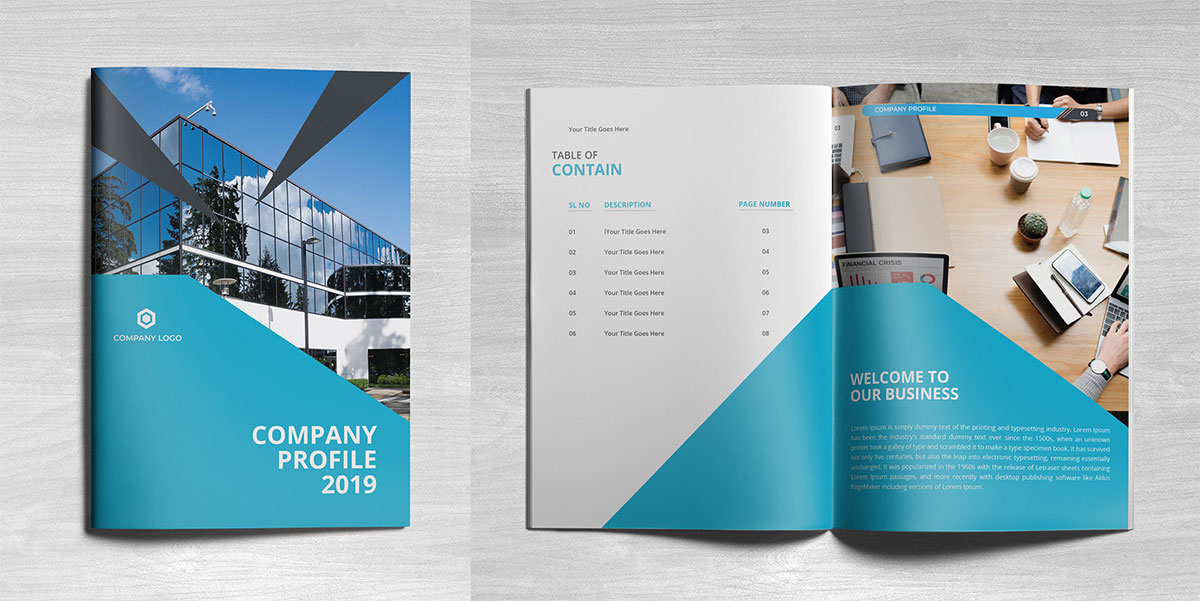 COMPANY LOGO
COMPANY
PROFILE
2019
Your Title Goes Here
TABLE OF
CONTAIN
SL NO DESCRIPTION PAGE NUMBER
01 lYour Title Goes Here 03
02 Your Title Goes Here 04
03 Your Title Goes Here 05
04 Your Title Goes Here 06
05 Your Title Goes Here 07
06 Your Title Goes Here 08
COMPANY PROFILE 03
03
FINANCIAL CRISIS
WELCOME TO
OUR BUSINESS
Lorem Ipsum is simply dummy text of the printing and typesetting industry. Lorem Ipsum
has been the industry's standard dummy text ever since the 1500s, when an unknown
printer took a galley of type and scrambled it to make a type specimen book. It has survived
not only five centuries, but also the leap into electronic typesetting, remaining essentially
unchanged. It was popularized in the 1960s with the release of Letraset sheets containing
Lorem Ipsum passages, and more recently with desktop publishing software like Aldus
PageMaker including versions of Lorem Ipsum.